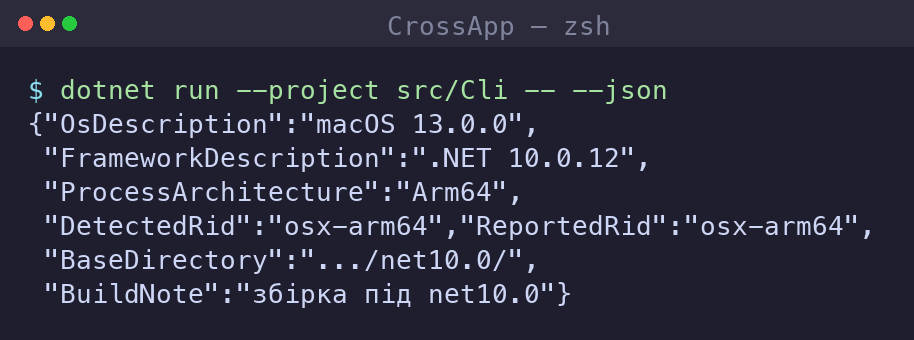 CrossApp — zsh
$ dotnet run --project src/Cli -- --json
{"OsDescription":"macOS 13.0.0",
"FrameworkDescription":".NET 10.0.12",
"ProcessArchitecture":"Arm64",
"DetectedRid":"osx-arm64","ReportedRid":"osx-arm64",
"BaseDirectory":".../net10.0/",
"BuildNote":"збірка під net10.0"}